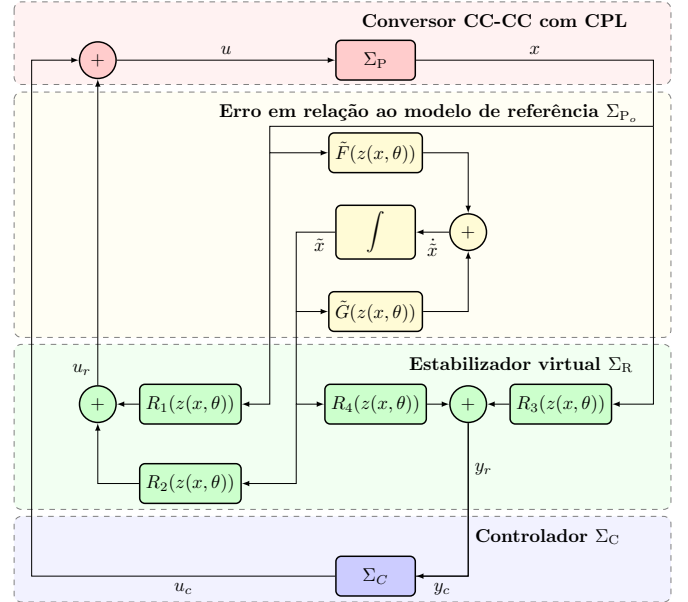 Conversor CC-CC com CPL
+
u
Σ_P
x
Erro em relação ao modelo de referência Σ_{P_o}
F̃(z(x, θ))
x̃
∫
x̃̇
+
G̃(z(x, θ))
Estabilizador virtual Σ_R
u_r
+
R_1(z(x, θ))
R_4(z(x, θ))
+
R_3(z(x, θ))
R_2(z(x, θ))
y_r
Controlador Σ_C
Σ_C
u_c
y_c